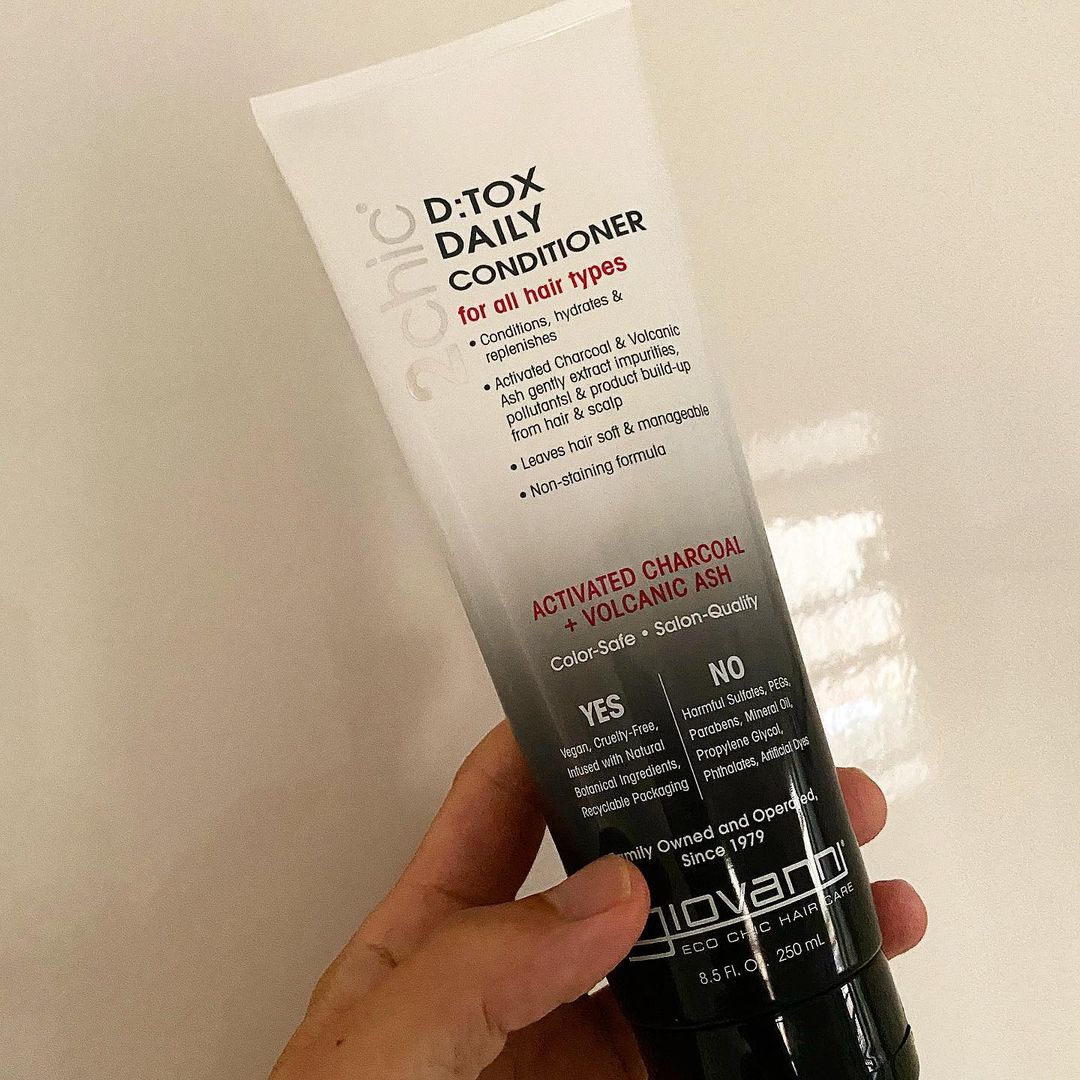 2chic®
D:TOX
DAILY
CONDITIONER
for all hair types
• Conditions, hydrates &
replenishes
• Activated Charcoal & Volcanic
Ash gently extract impurities,
pollutantsl & product build-up
from hair & scalp
• Leaves hair soft & manageable
• Non-staining formula
ACTIVATED CHARCOAL
+ VOLCANIC ASH
Color-Safe • Salon-Quality
YES
Vegan, Cruelty-Free,
Infused with Natural
Botanical Ingredients,
Recyclable Packaging
NO
Harmful Sulfates, PEGs,
Parabens, Mineral Oil,
Propylene Glycol,
Phthalates, Artificial Dyes
Owned and Operated,
Since 1979
giovanni®
ECO CHIC HAIR CARE
8.5 Fl. Oz. 250 mL